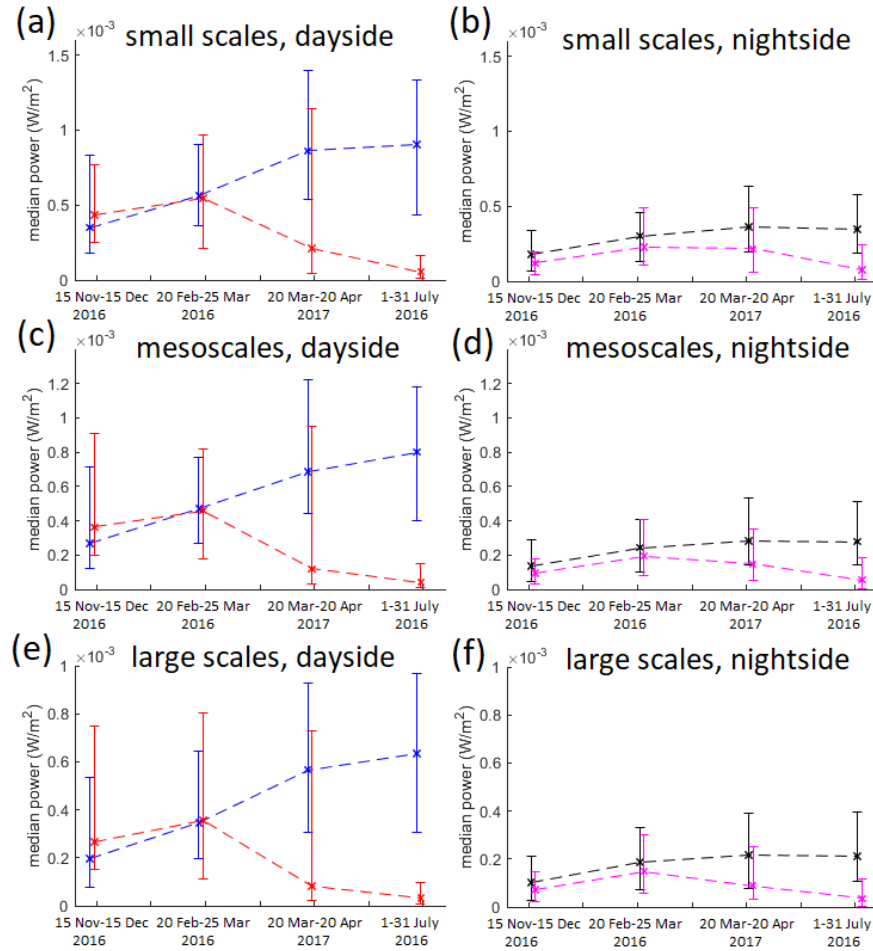 (a) small scales, dayside
×10⁻³
1.5
1
0.5
0
median power (W/m²)
15 Nov-15 Dec 20 Feb-25 Mar 20 Mar-20 Apr 1-31 July
2016 2016 2017 2016
(b) small scales, nightside
×10⁻³
1.5
1
0.5
0
median power (W/m²)
15 Nov-15 Dec 20 Feb-25 Mar 20 Mar-20 Apr 1-31 July
2016 2016 2017 2016
(c) mesoscales, dayside
×10⁻³
1.2
1
0.8
0.6
0.4
0.2
0
median power (W/m²)
15 Nov-15 Dec 20 Feb-25 Mar 20 Mar-20 Apr 1-31 July
2016 2016 2017 2016
(d) mesoscales, nightside
×10⁻³
1.2
1
0.8
0.6
0.4
0.2
0
median power (W/m²)
15 Nov-15 Dec 20 Feb-25 Mar 20 Mar-20 Apr 1-31 July
2016 2016 2017 2016
(e) large scales, dayside
×10⁻³
1
0.8
0.6
0.4
0.2
0
median power (W/m²)
15 Nov-15 Dec 20 Feb-25 Mar 20 Mar-20 Apr 1-31 July
2016 2016 2017 2016
(f) large scales, nightside
×10⁻³
1
0.8
0.6
0.4
0.2
0
median power (W/m²)
15 Nov-15 Dec 20 Feb-25 Mar 20 Mar-20 Apr 1-31 July
2016 2016 2017 2016